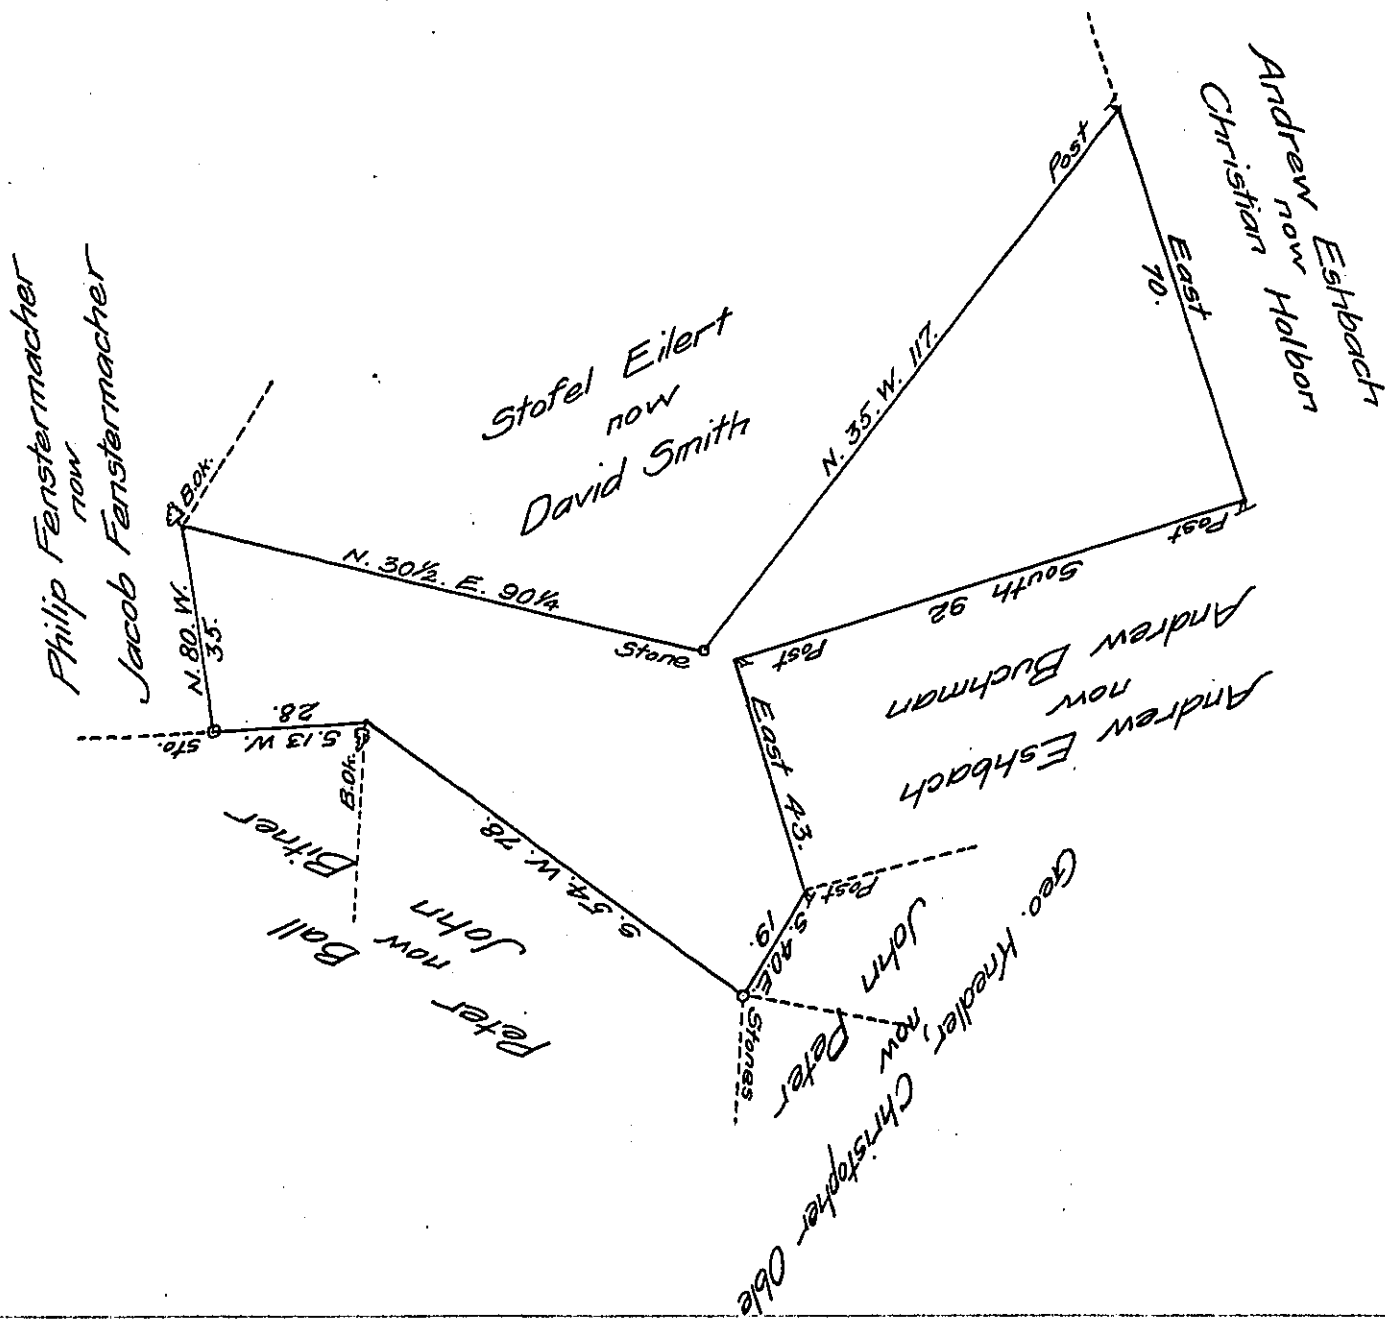 Andrew Eshbach
now
Christian Holbon
Post
East
70.
Post
South 92
Andrew Buchman
now
Andrew Eshbach
Post
East 43.
Post
S. 40. E.
19.
Stones
John
Peter
Geo. Knedler, now Christopher Oble
S. 54. W. 78.
Peter
now
John
Ball
Bitner
B.Ok.
S. 13 W.
28.
Sto.
N. 80. W.
35.
Philip Fenstermacher
now
Jacob Fenstermacher
B.Ok.
N. 30½. E. 90¼
Stone
Stofel Eilert
now
David Smith
N. 35. W. 117.